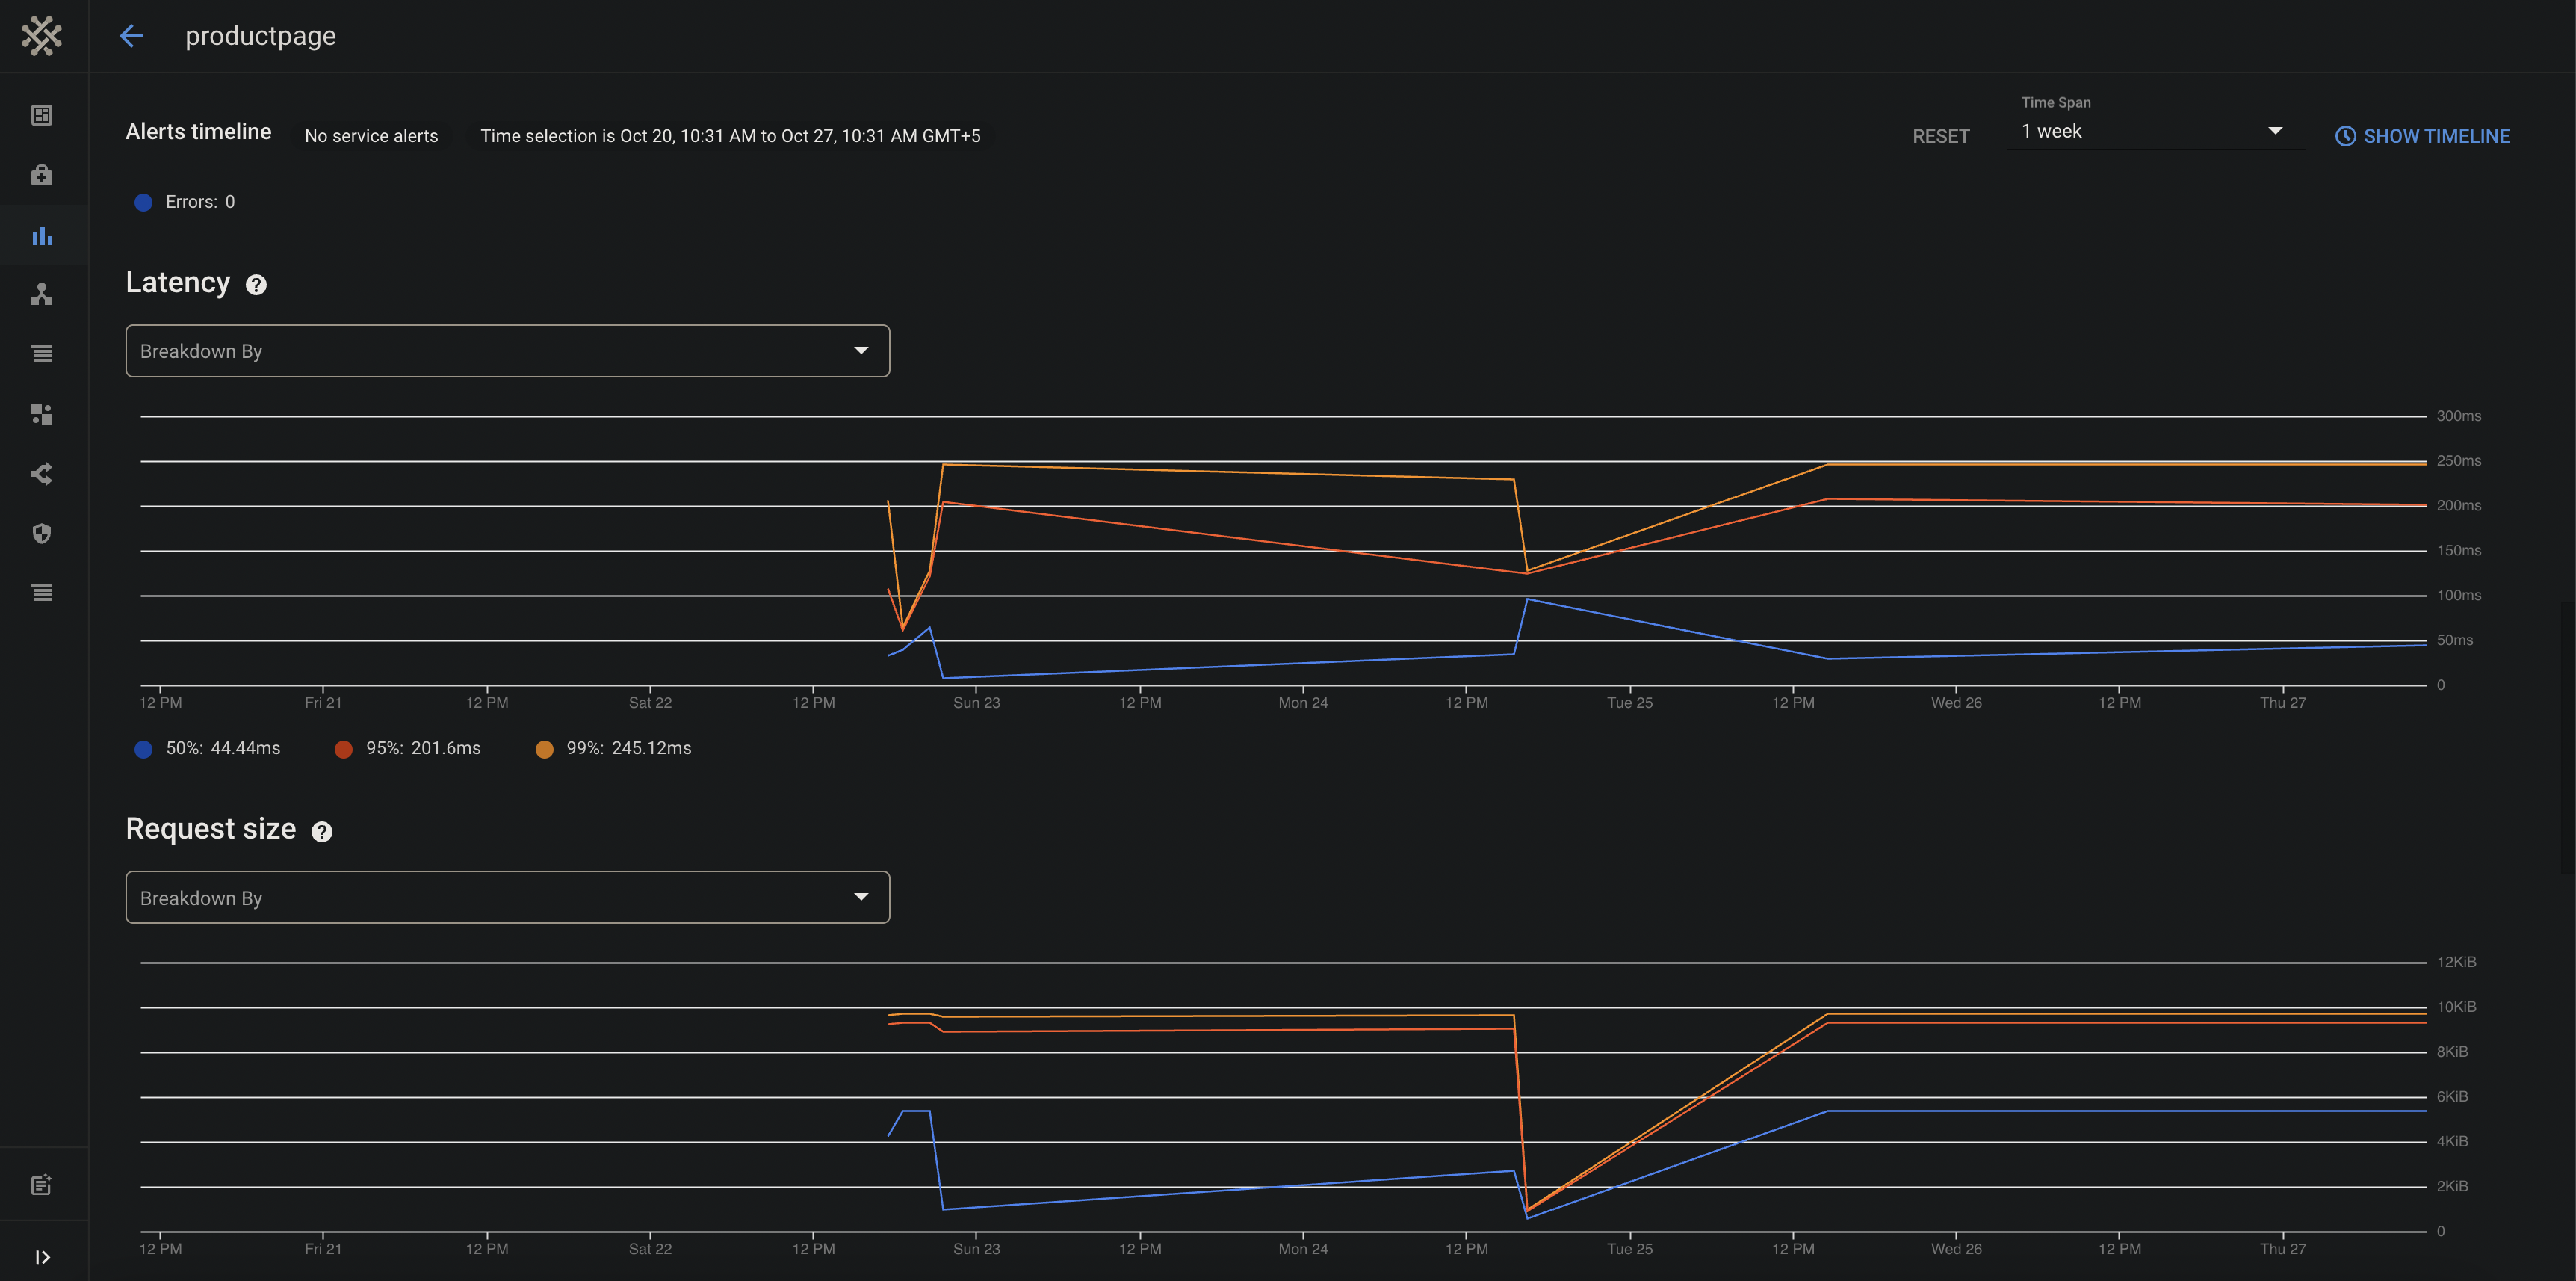 productpage
Time Span
Alerts timeline No service alerts Time selection is Oct 20, 10:31 AM to Oct 27, 10:31 AM GMT+5 RESET 1 week SHOW TIMELINE
Errors: 0
Latency ?
Breakdown By
300ms
250ms
200ms
150ms
100ms
50ms
0
12 PM Fri 21 12 PM Sat 22 12 PM Sun 23 12 PM Mon 24 12 PM Tue 25 12 PM Wed 26 12 PM Thu 27
50%: 44.44ms 95%: 201.6ms 99%: 245.12ms
Request size ?
Breakdown By
12KiB
10KiB
8KiB
6KiB
4KiB
2KiB
0
12 PM Fri 21 12 PM Sat 22 12 PM Sun 23 12 PM Mon 24 12 PM Tue 25 12 PM Wed 26 12 PM Thu 27